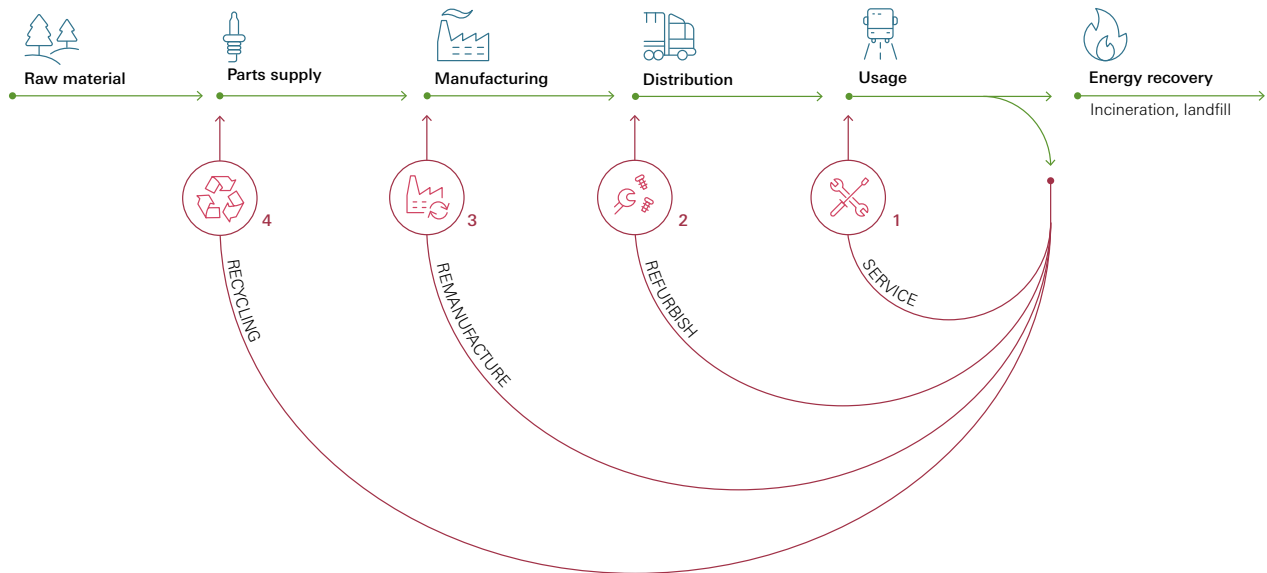 Raw material
Parts supply
Manufacturing
Distribution
Usage
Energy recovery
Incineration, landfill
4
3
2
1
RECYCLING
REMANUFACTURE
REFURBISH
SERVICE